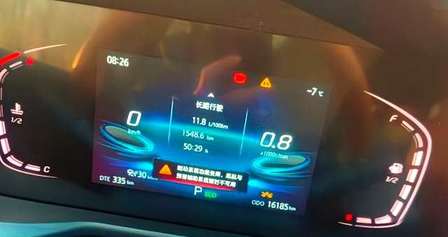 08:26
-7℃
长途行驶
11.8 L/100km
1548.6 km
50:29 h
0
km/h
0.8
x1000r/min
1/2
C
F
1/2
DTE 335 km
P
ECO
ODO 16185 km